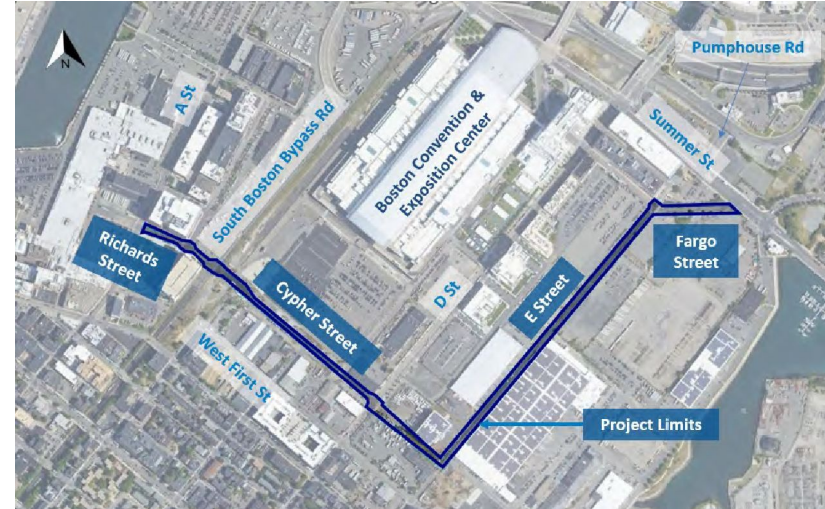 Pumphouse Rd
N
A St
Summer St
South Boston Bypass Rd
Boston Convention &
Exposition Center
Richards
Street
Fargo
Street
Cypher Street
D St
E Street
West First St
Project Limits